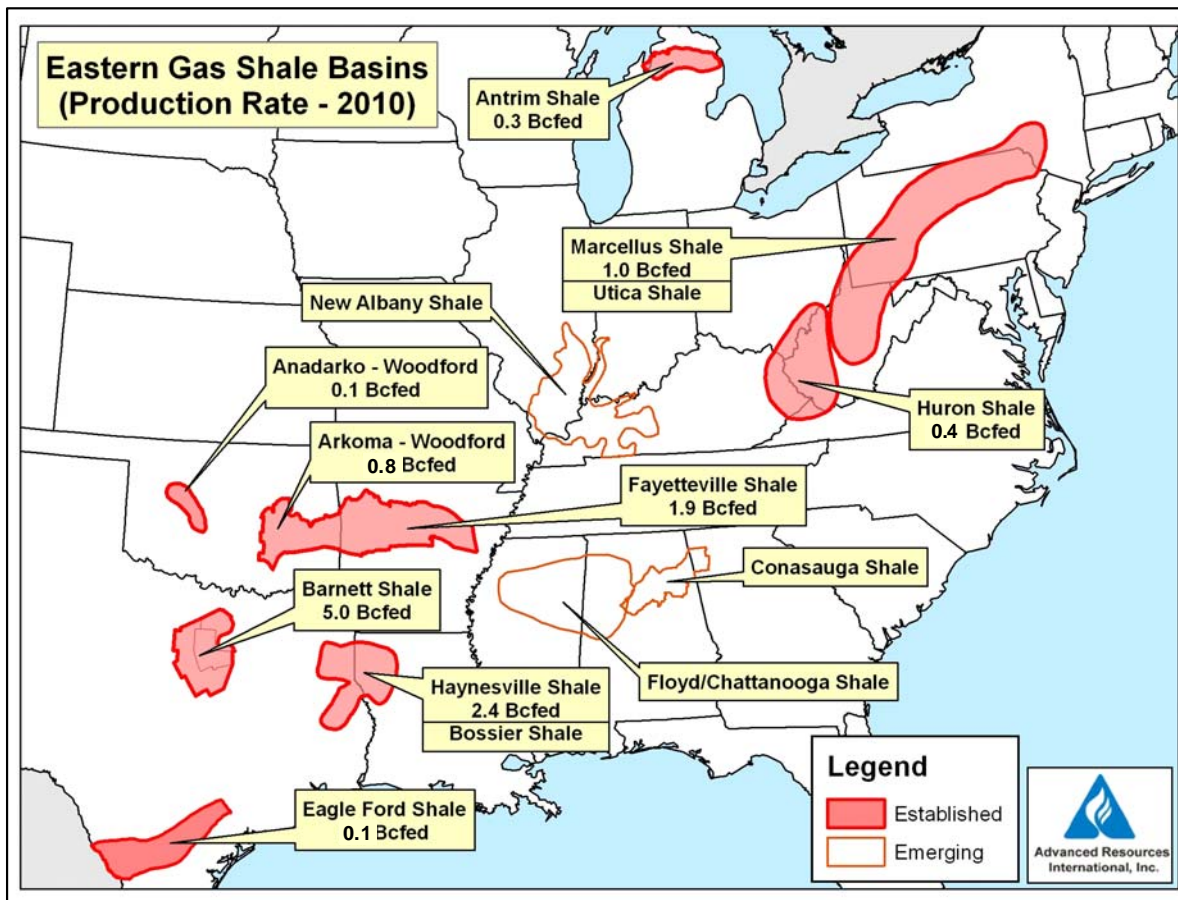 Eastern Gas Shale Basins
(Production Rate - 2010)
Antrim Shale
0.3 Bcfed
Marcellus Shale
1.0 Bcfed
Utica Shale
New Albany Shale
Anadarko - Woodford
0.1 Bcfed
Huron Shale
0.4 Bcfed
Arkoma - Woodford
0.8 Bcfed
Fayetteville Shale
1.9 Bcfed
Conasauga Shale
Barnett Shale
5.0 Bcfed
Haynesville Shale
2.4 Bcfed
Bossier Shale
Floyd/Chattanooga Shale
Eagle Ford Shale
0.1 Bcfed
Legend
Established
Emerging
Advanced Resources
International, Inc.